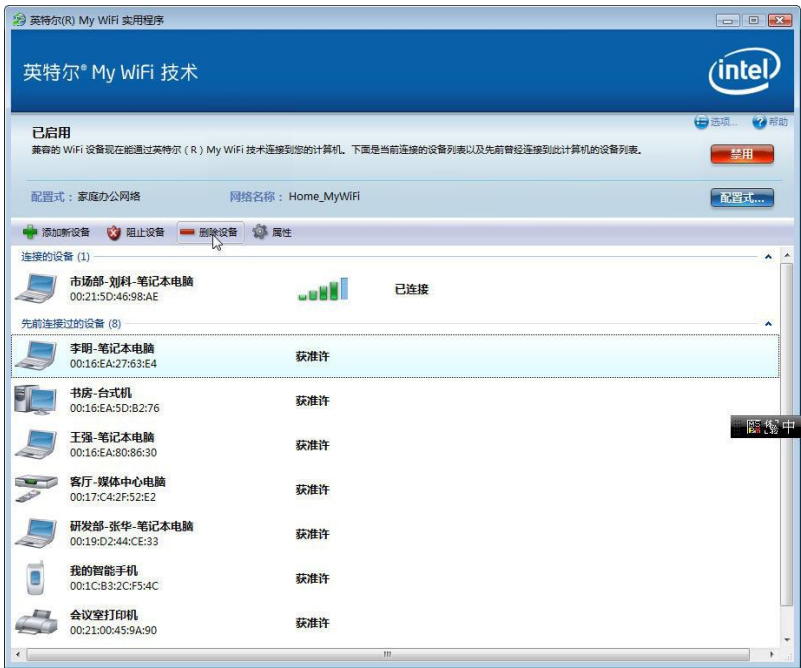 英特尔(R) My WiFi 实用程序
英特尔® My WiFi 技术
intel
选项... 帮助
已启用
兼容的 WiFi 设备现在能通过英特尔(R)My WiFi 技术连接到您的计算机。下面是当前连接的设备列表以及先前曾经连接到此计算机的设备列表。
禁用
配置式:家庭办公网络 网络名称:Home_MyWiFi 配置式...
添加新设备 阻止设备 删除设备 属性
连接的设备 (1)
市场部-刘科-笔记本电脑
00:21:5D:46:98:AE
已连接
先前连接过的设备 (8)
李明-笔记本电脑
00:16:EA:27:63:E4
获准许
书房-台式机
00:16:EA:5D:B2:76
获准许
王强-笔记本电脑
00:16:EA:80:86:30
获准许
客厅-媒体中心电脑
00:17:C4:2F:52:E2
获准许
研发部-张华-笔记本电脑
00:19:D2:44:CE:33
获准许
我的智能手机
00:1C:B3:2C:F5:4C
获准许
会议室打印机
00:21:00:45:9A:90
获准许
中